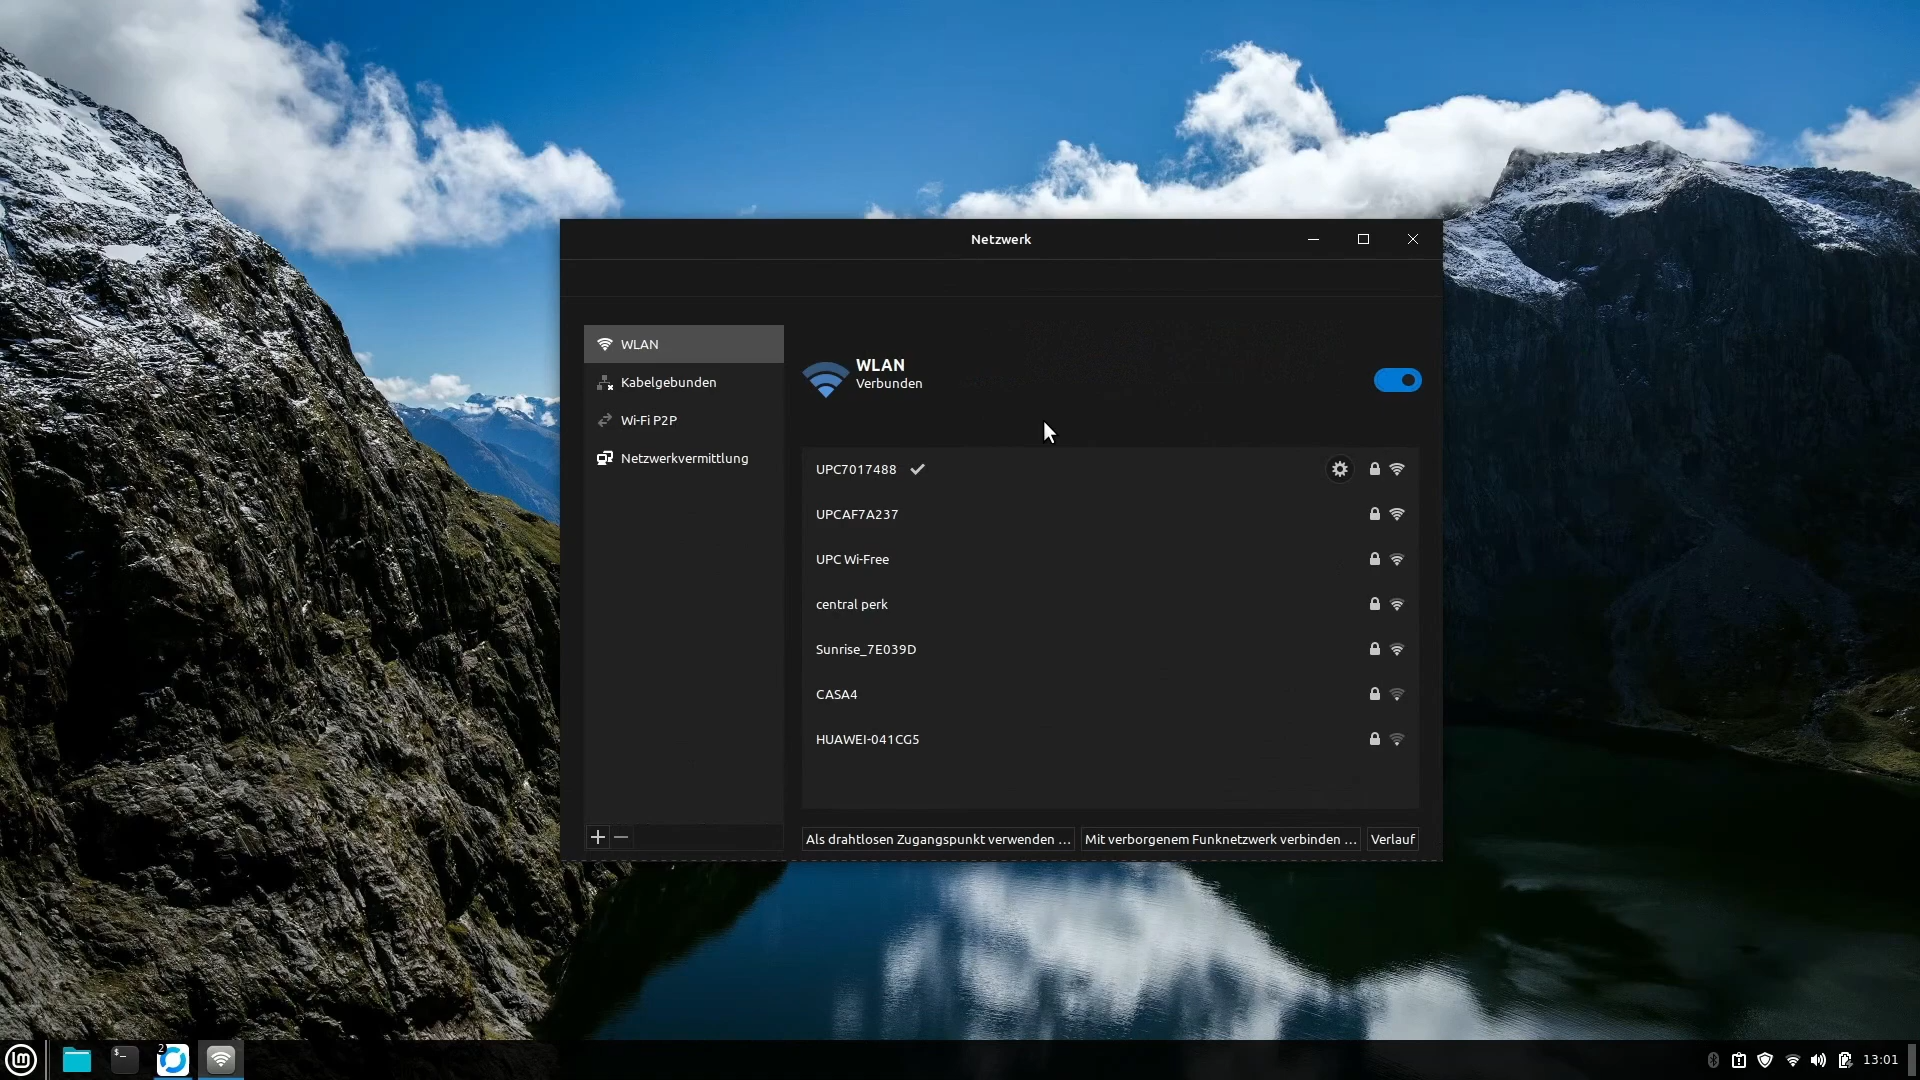 Netzwerk
WLAN
Kabelgebunden
Wi-Fi P2P
Netzwerkvermittlung
WLAN
Verbunden
UPC7017488
UPCAF7A237
UPC Wi-Free
central perk
Sunrise_7E039D
CASA4
HUAWEI-041CG5
Als drahtlosen Zugangspunkt verwenden … Mit verborgenem Funknetzwerk verbinden … Verlauf
$_ 2 13:01